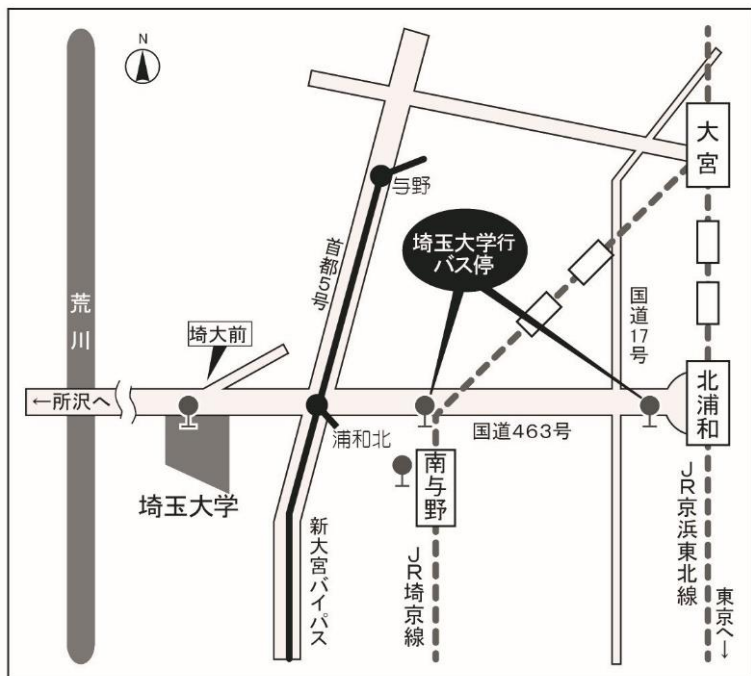 N
大宮
与野
埼玉大学行
バス停
首都5号
荒川
国道17号
埼大前
北浦和
←所沢へ
浦和北
国道463号
南与野
埼玉大学
新大宮バイパス
JR埼京線
JR京浜東北線
東京へ→